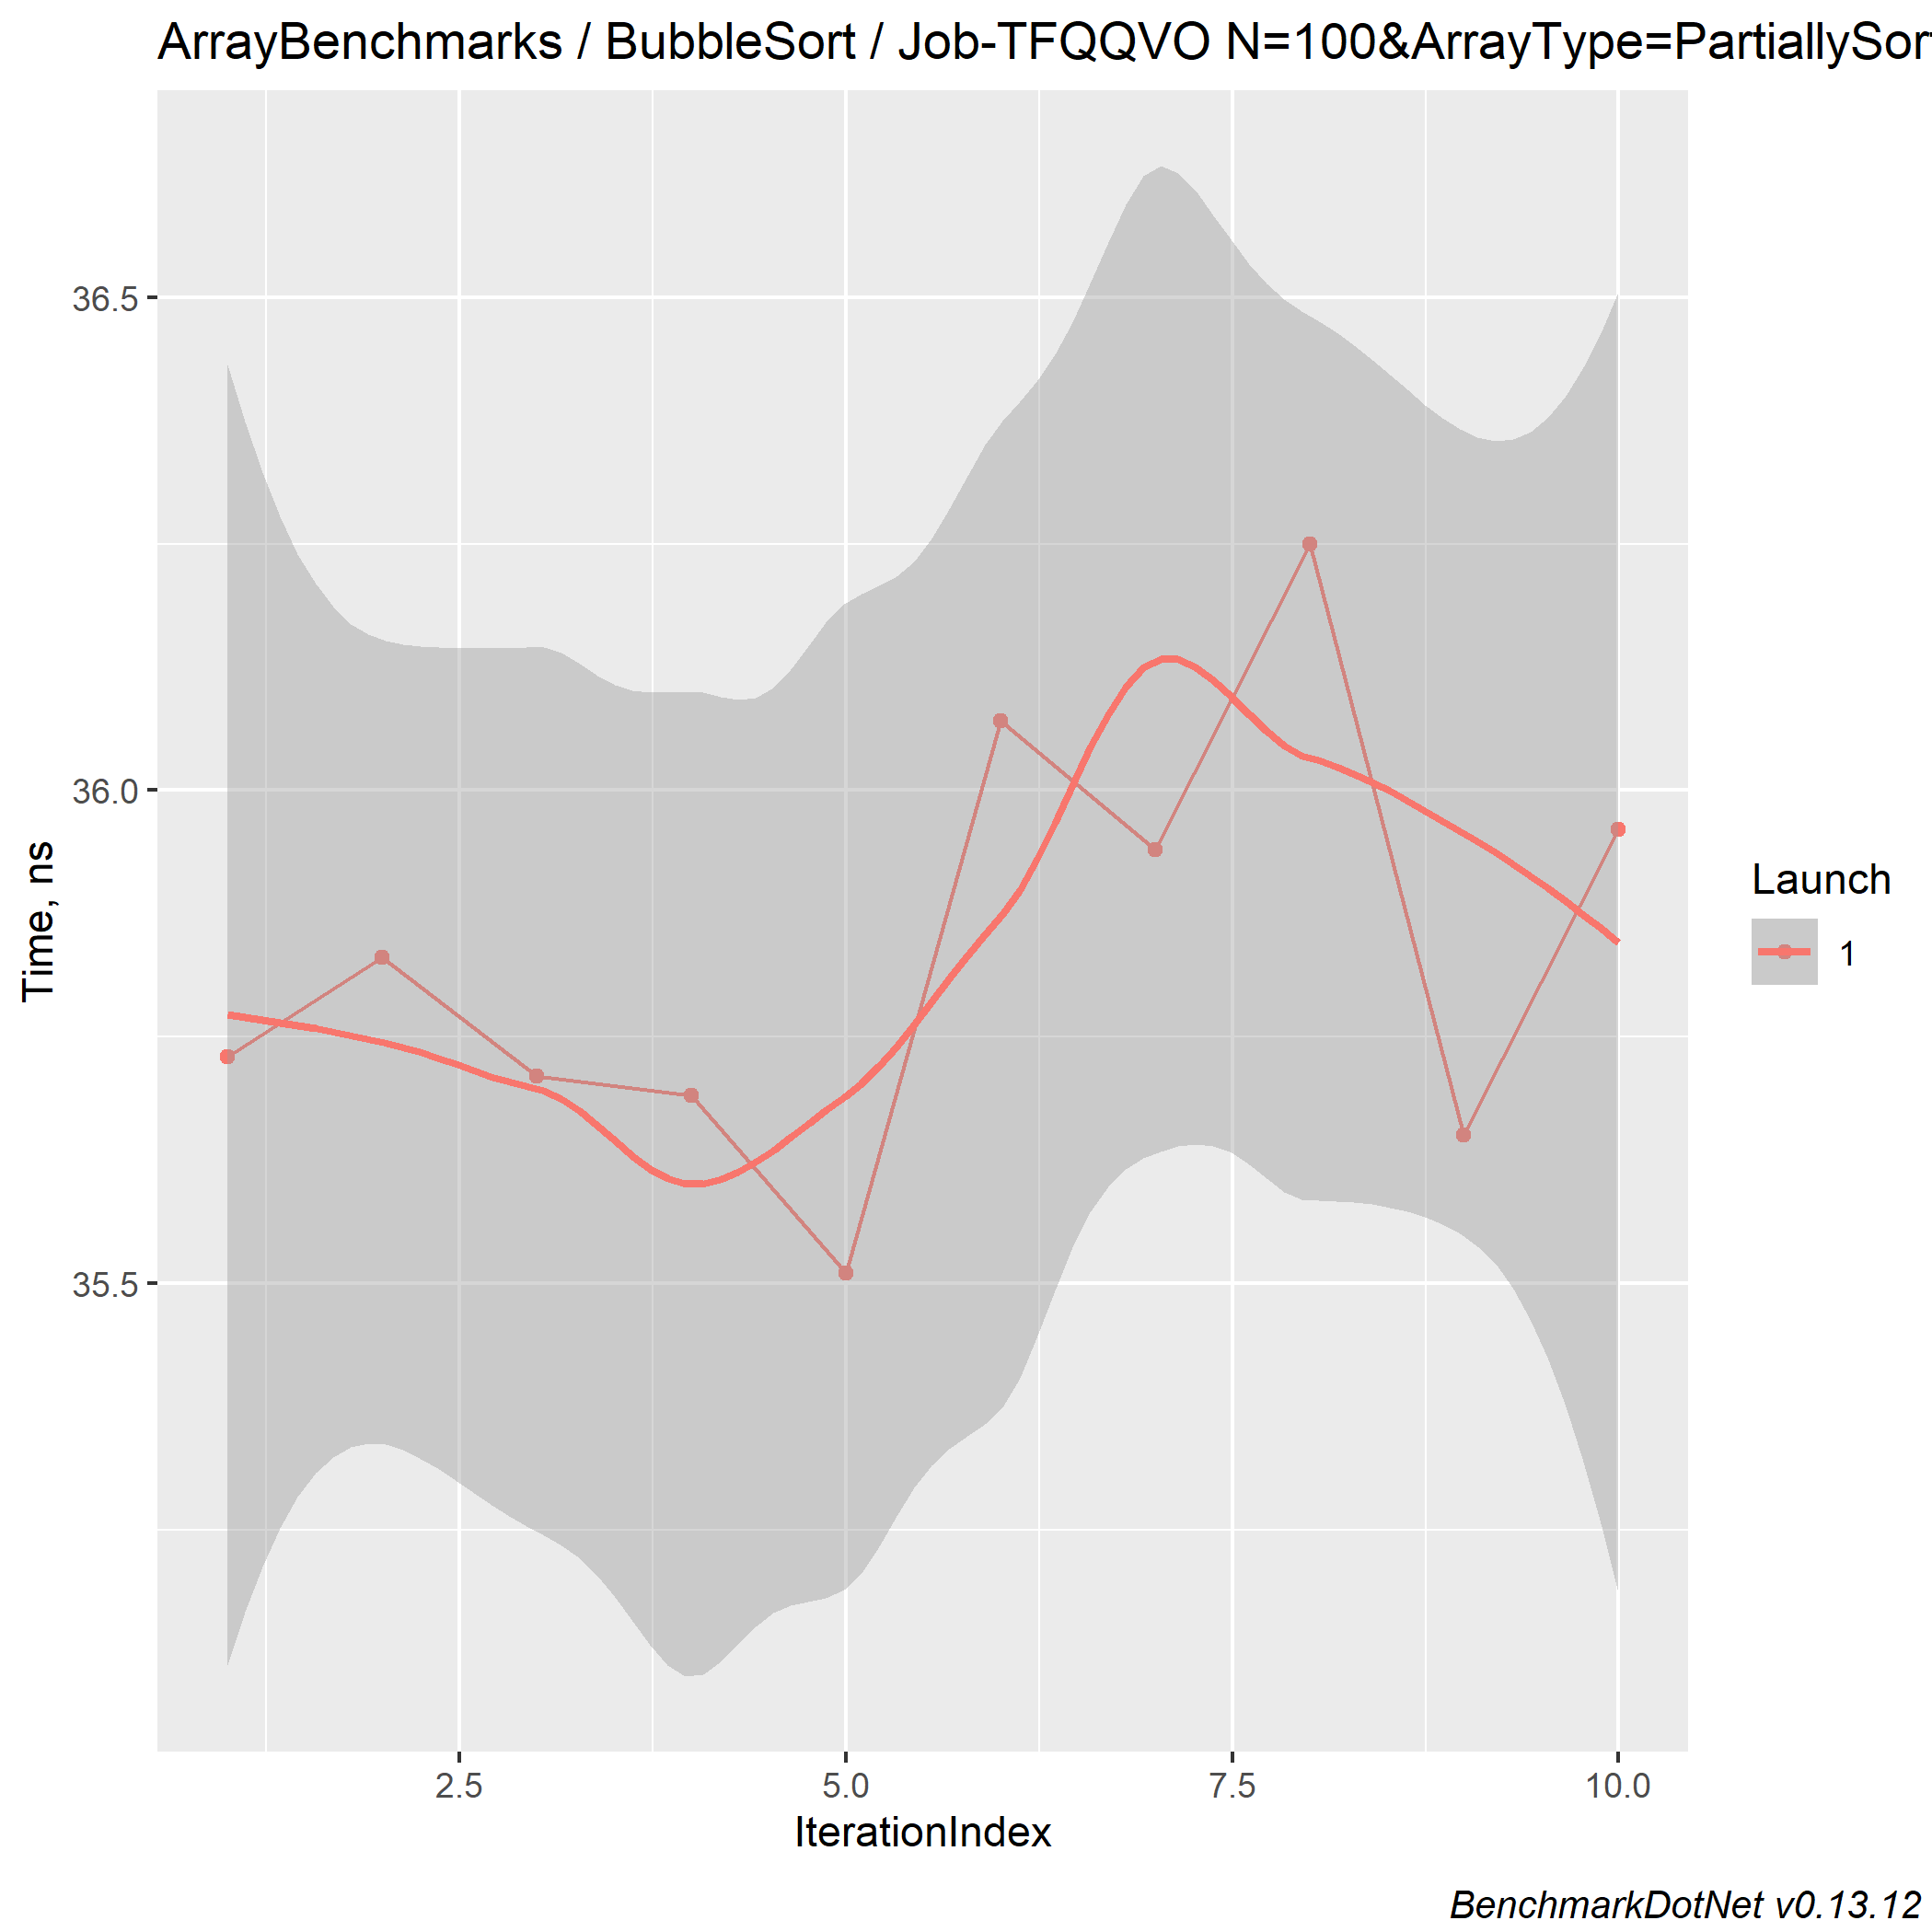 ArrayBenchmarks / BubbleSort / Job-TFQQVO N=100&ArrayType=PartiallySort
36.5
36.0
35.5
Time, ns
2.5 5.0 7.5 10.0
IterationIndex
Launch
1
BenchmarkDotNet v0.13.12